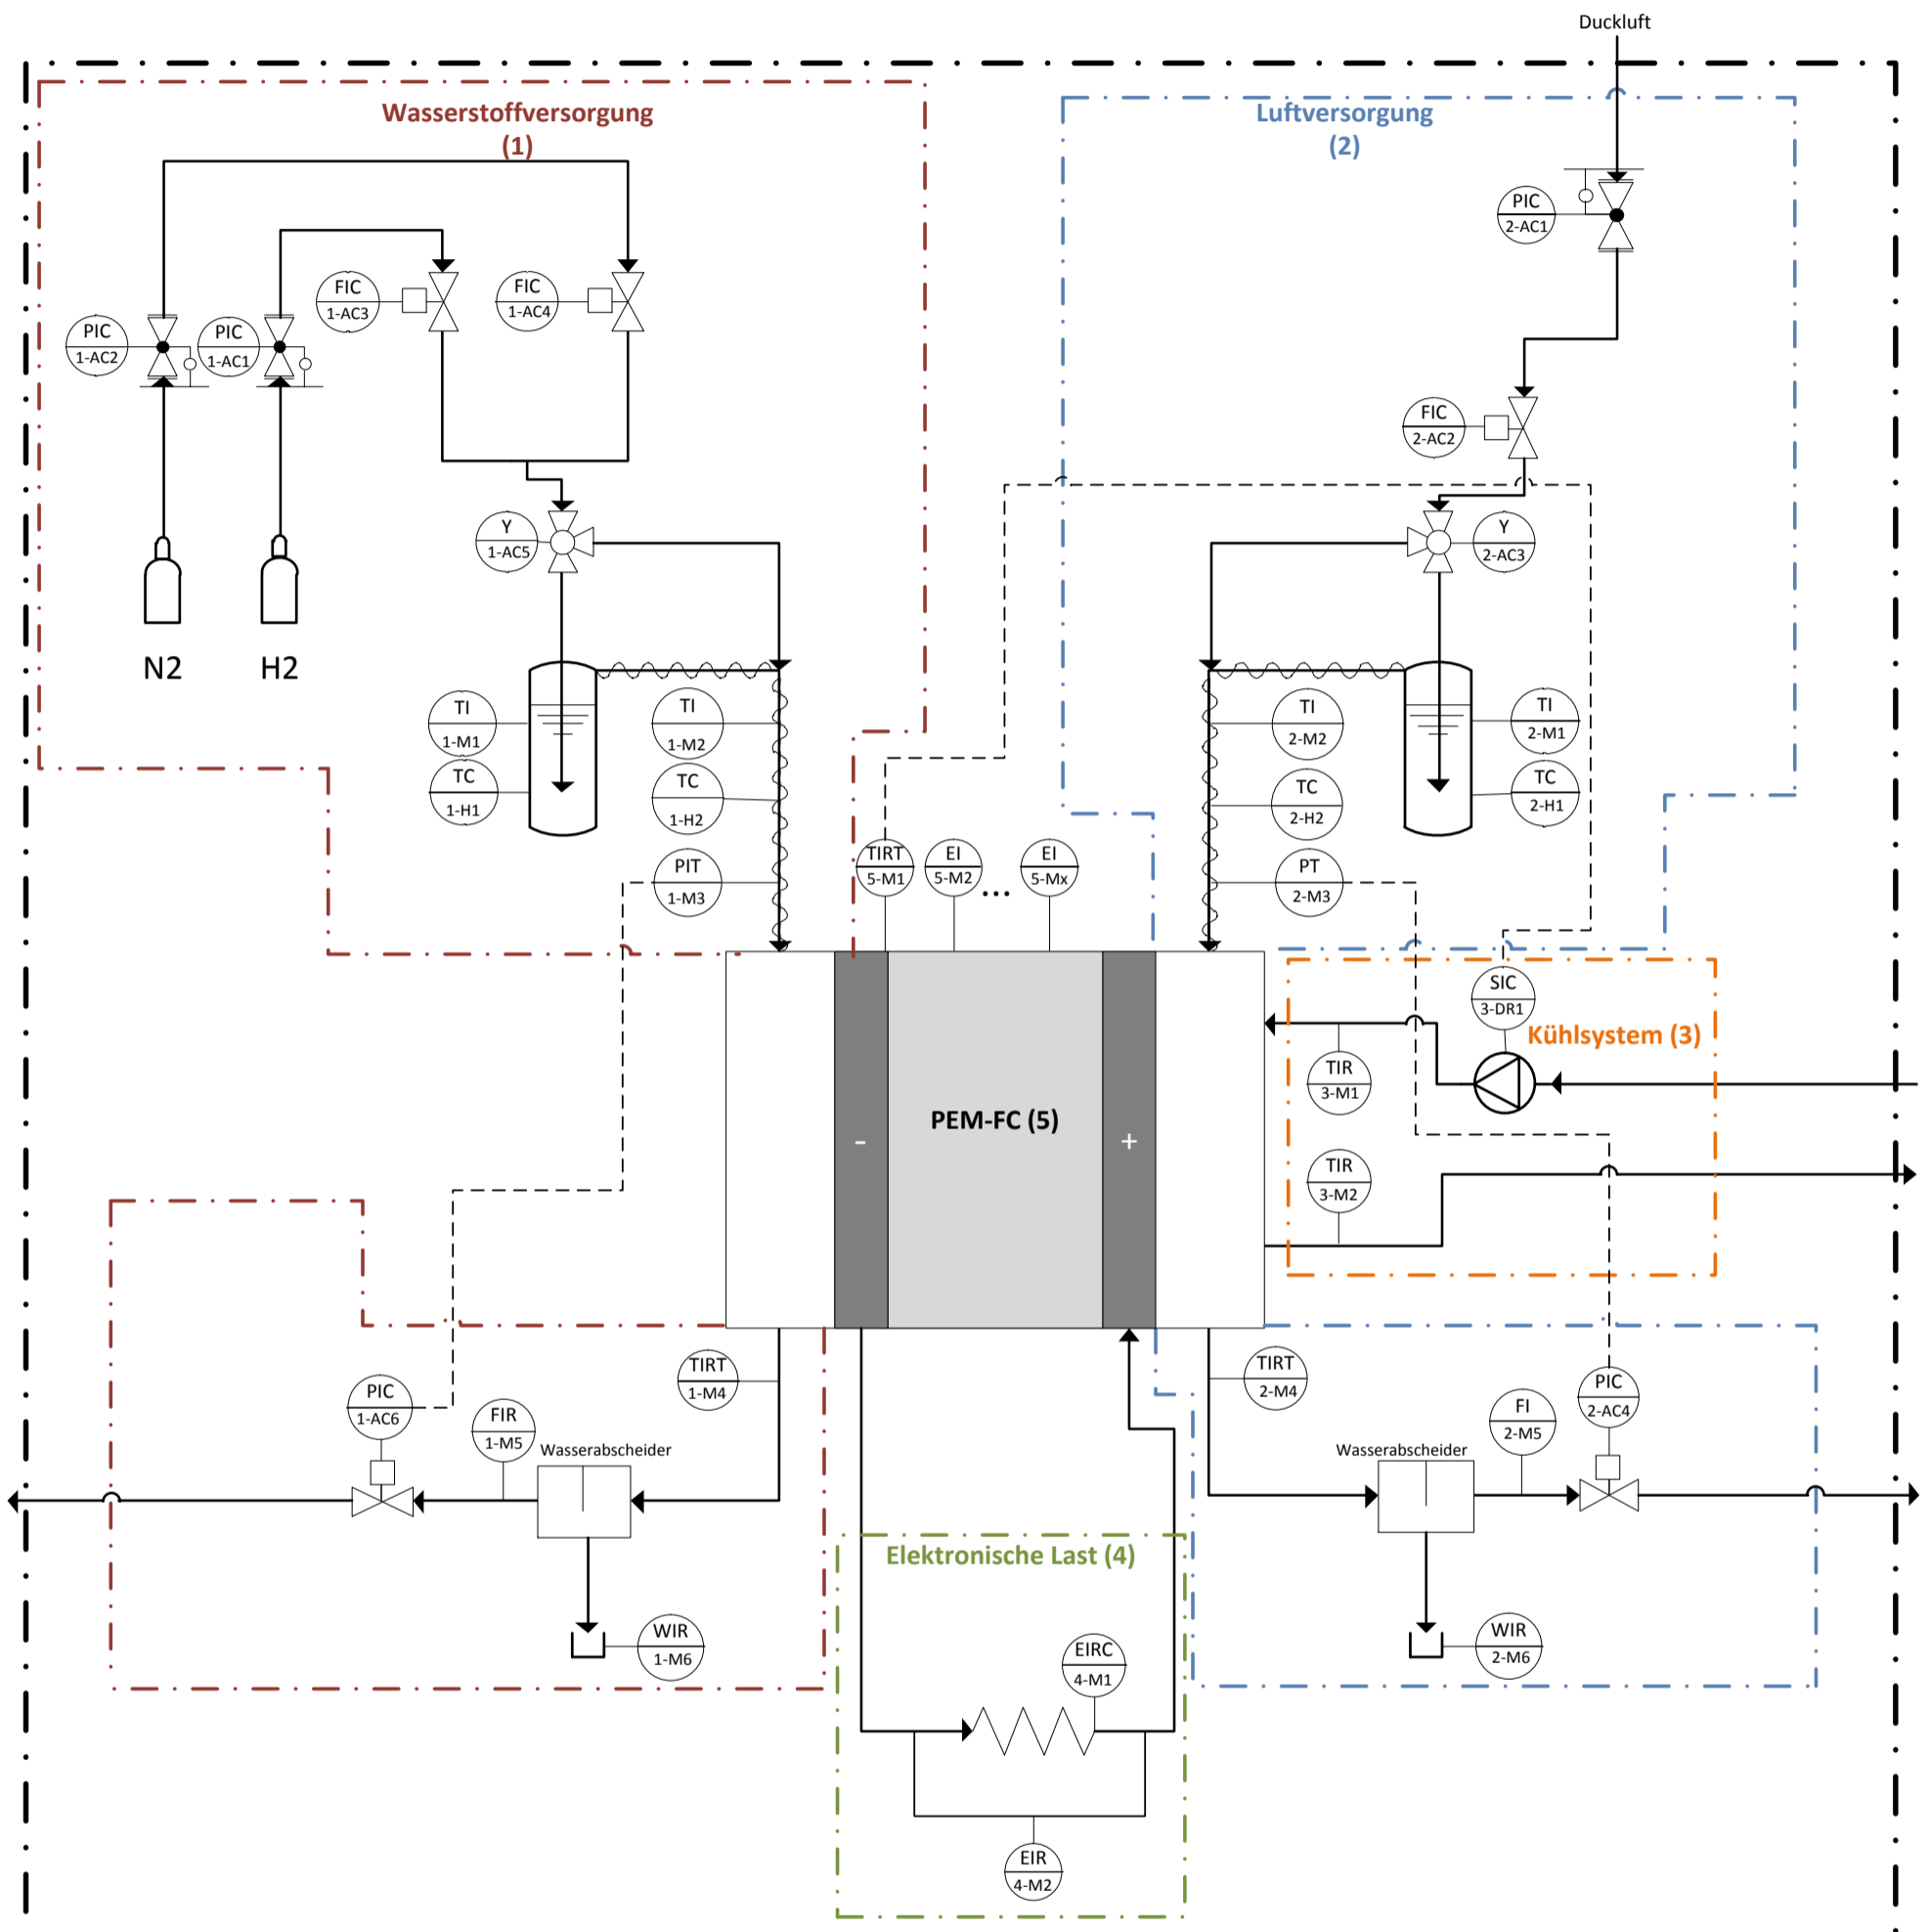 Duckluft
Wasserstoffversorgung
(1)
Luftversorgung
(2)
PIC
2-AC1
FIC
1-AC3
FIC
1-AC4
PIC
1-AC2
PIC
1-AC1
FIC
2-AC2
Y
1-AC5
Y
2-AC3
N2
H2
TI
1-M1
TI
1-M2
TI
2-M2
TI
2-M1
TC
1-H1
TC
1-H2
TC
2-H2
TC
2-H1
PIT
1-M3
TIRT
5-M1
EI
5-M2
...
EI
5-Mx
PT
2-M3
SIC
3-DR1
Kühlsystem (3)
TIR
3-M1
PEM-FC (5)
-
+
TIR
3-M2
TIRT
1-M4
TIRT
2-M4
PIC
1-AC6
FIR
1-M5
Wasserabscheider
Wasserabscheider
FI
2-M5
PIC
2-AC4
Elektronische Last (4)
WIR
1-M6
EIRC
4-M1
WIR
2-M6
EIR
4-M2